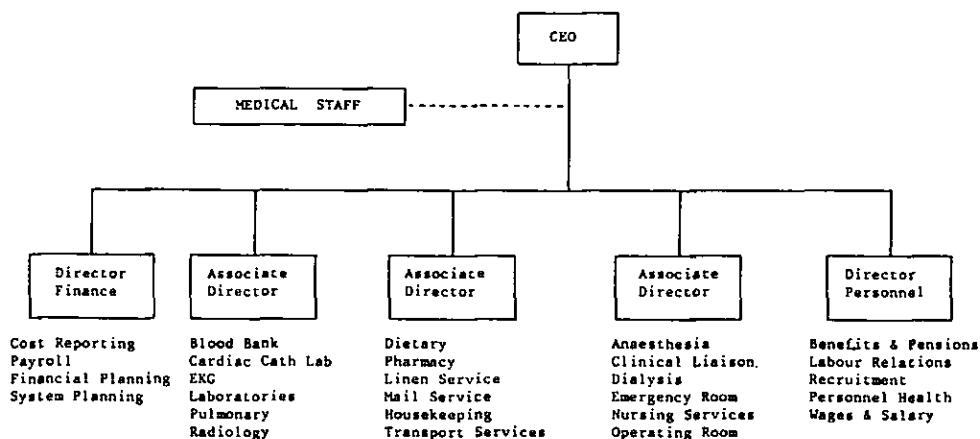 CEO
MEDICAL STAFF
Director
Finance
Cost Reporting
Payroll
Financial Planning
System Planning
Associate
Director
Blood Bank
Cardiac Cath Lab
EKG
Laboratories
Pulmonary
Radiology
Associate
Director
Dietary
Pharmacy
Linen Service
Mail Service
Housekeeping
Transport Services
Associate
Director
Anaesthesia
Clinical Liaison.
Dialysis
Emergency Room
Nursing Services
Operating Room
Director
Personnel
Benefits & Pensions
Labour Relations
Recruitment
Personnel Health
Wages & Salary